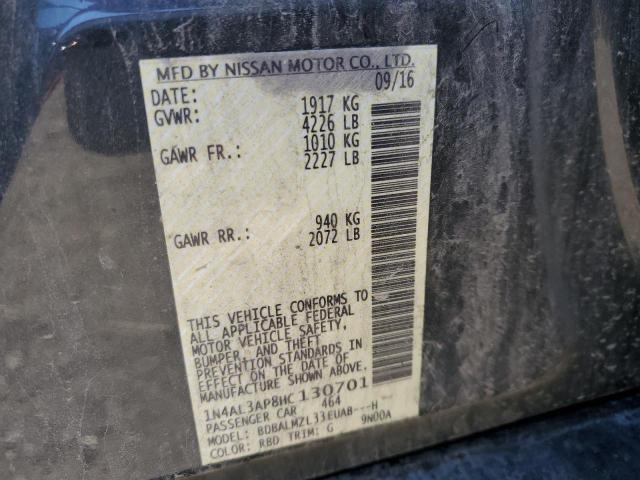 MFD BY NISSAN MOTOR CO., LTD.
DATE: 09/16
GVWR: 1917 KG
4226 LB
GAWR FR.: 1010 KG
2227 LB
GAWR RR.: 940 KG
2072 LB
THIS VEHICLE CONFORMS TO
ALL APPLICABLE FEDERAL
MOTOR VEHICLE SAFETY,
BUMPER, AND THEFT
PREVENTION STANDARDS IN
EFFECT ON THE DATE OF
MANUFACTURE SHOWN ABOVE.
1N4AL3AP8HC130701
PASSENGER CAR 464
MODEL: BDBALMZL33EUAB---H
COLOR: RBD TRIM: G 9N00A